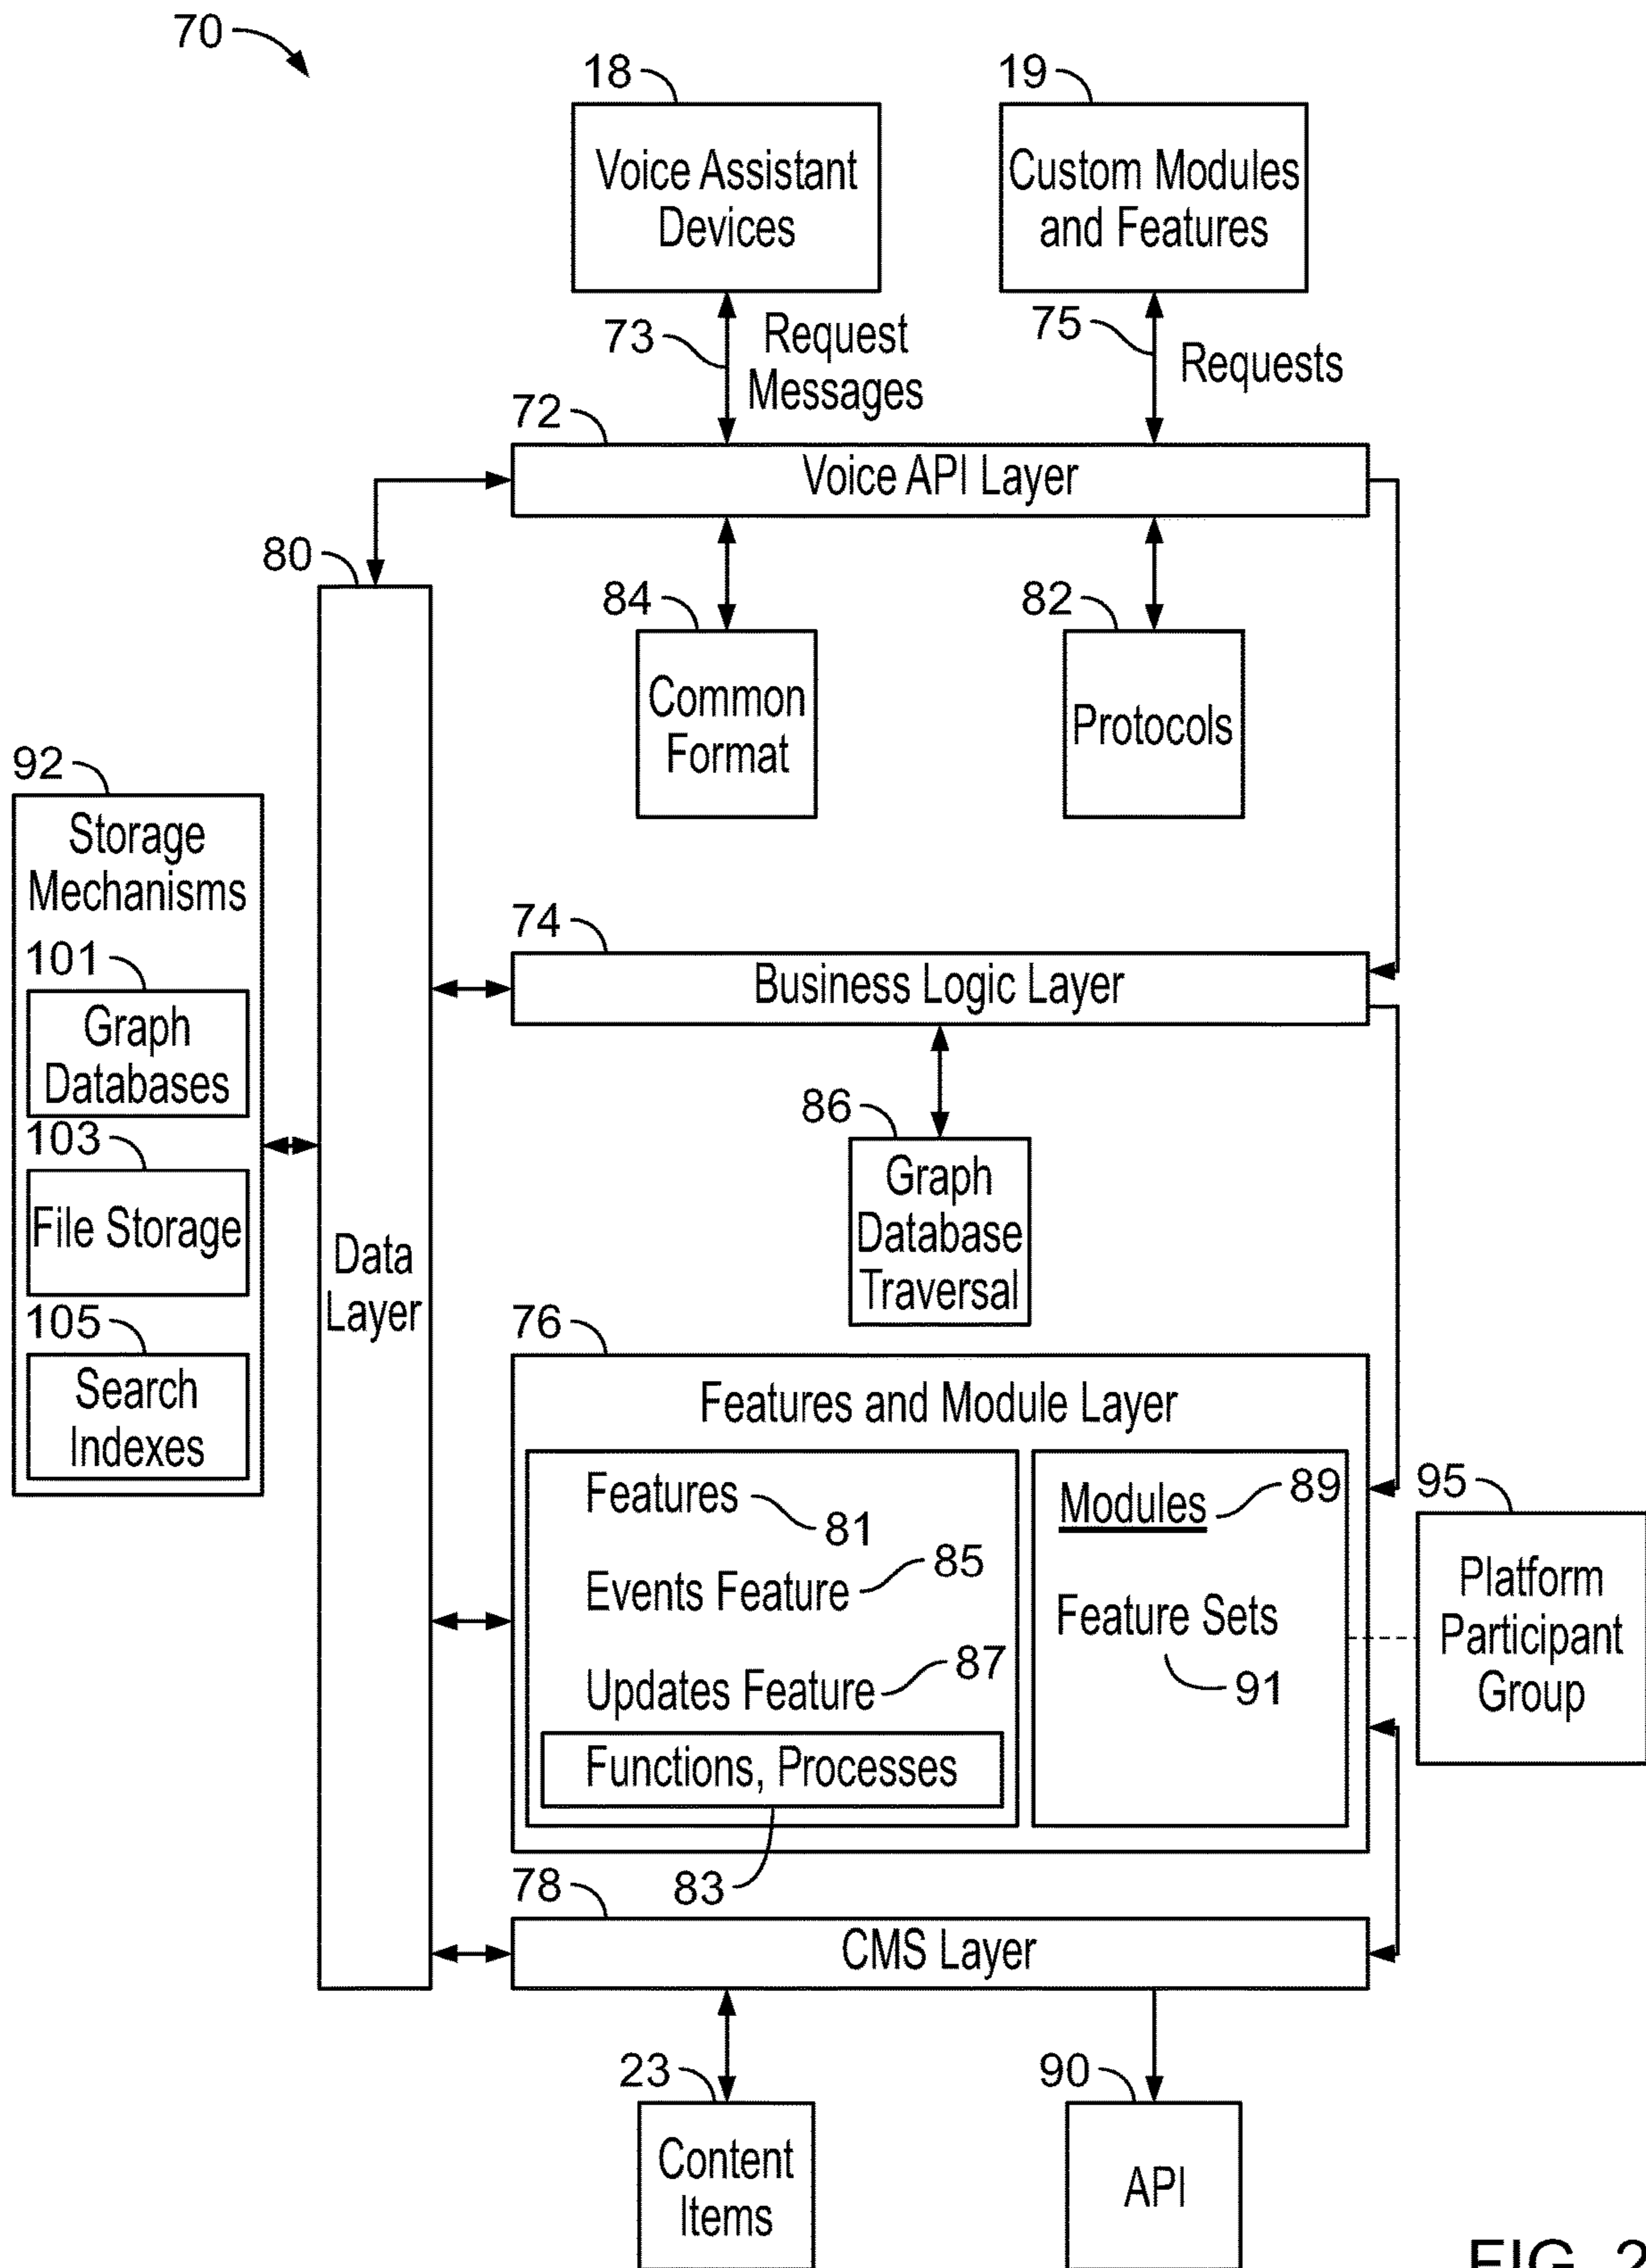 70
18
19
Voice Assistant
Devices
Custom Modules
and Features
73
Request
Messages
75
Requests
72
Voice API Layer
80
84
82
Common
Format
Protocols
92
Storage
Mechanisms
74
Business Logic Layer
101
Graph
Databases
86
Graph
Database
Traversal
103
File Storage
Data
Layer
105
Search
Indexes
76
Features and Module Layer
Features
81
Events Feature
85
Updates Feature
87
Functions, Processes
83
Modules
89
Feature Sets
91
95
Platform
Participant
Group
78
CMS Layer
23
90
Content
Items
API
FIG. 2